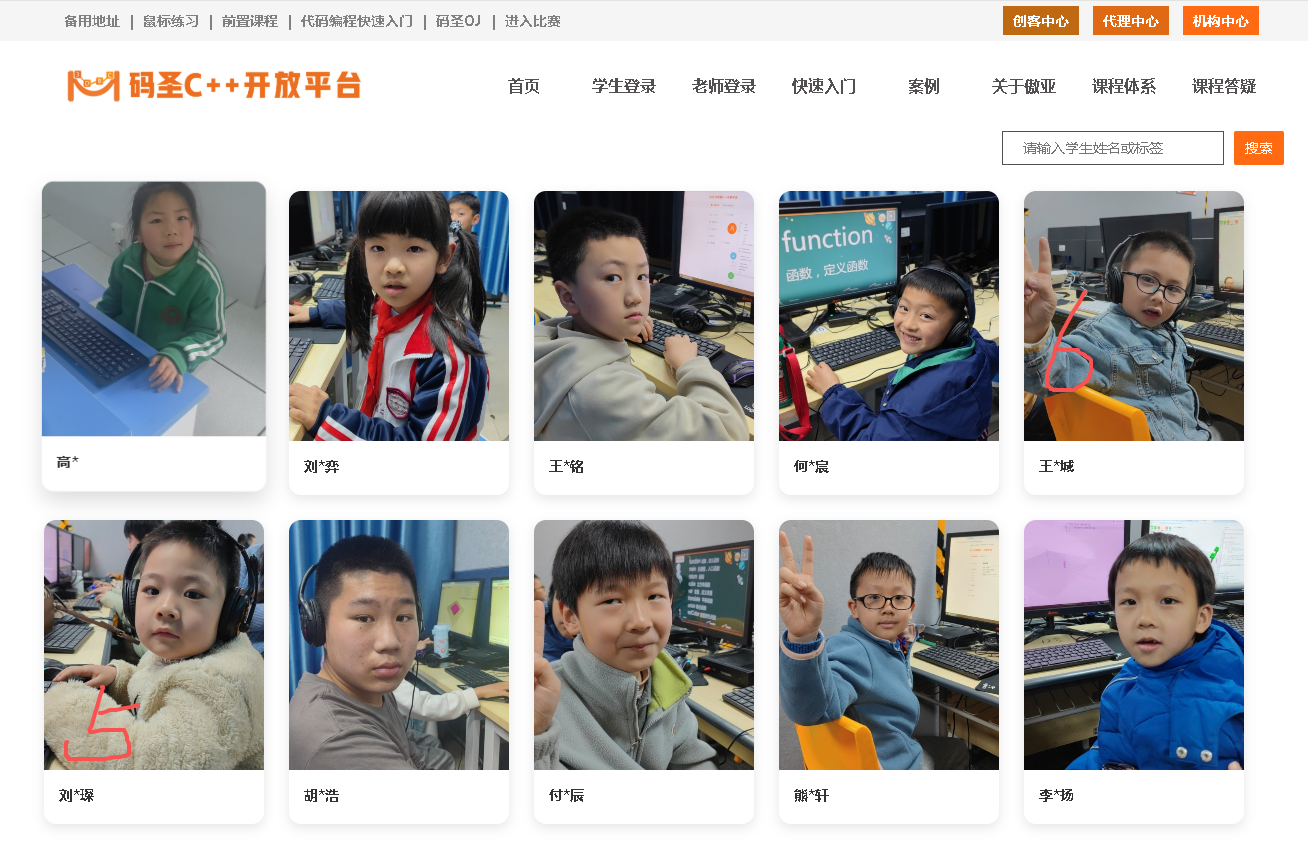 备用地址 | 鼠标练习 | 前置课程 | 代码编程快速入门 | 码圣OJ | 进入比赛
创客中心 代理中心 机构中心
码圣C++开放平台
首页 学生登录 老师登录 快速入门 案例 关于傲亚 课程体系 课程答疑
请输入学生姓名或标签 搜索
function
函数，定义函数
6
高*
刘*弈
王*铭
何*宸
王*城
5
刘*琛
胡*浩
付*辰
熊*轩
李*扬